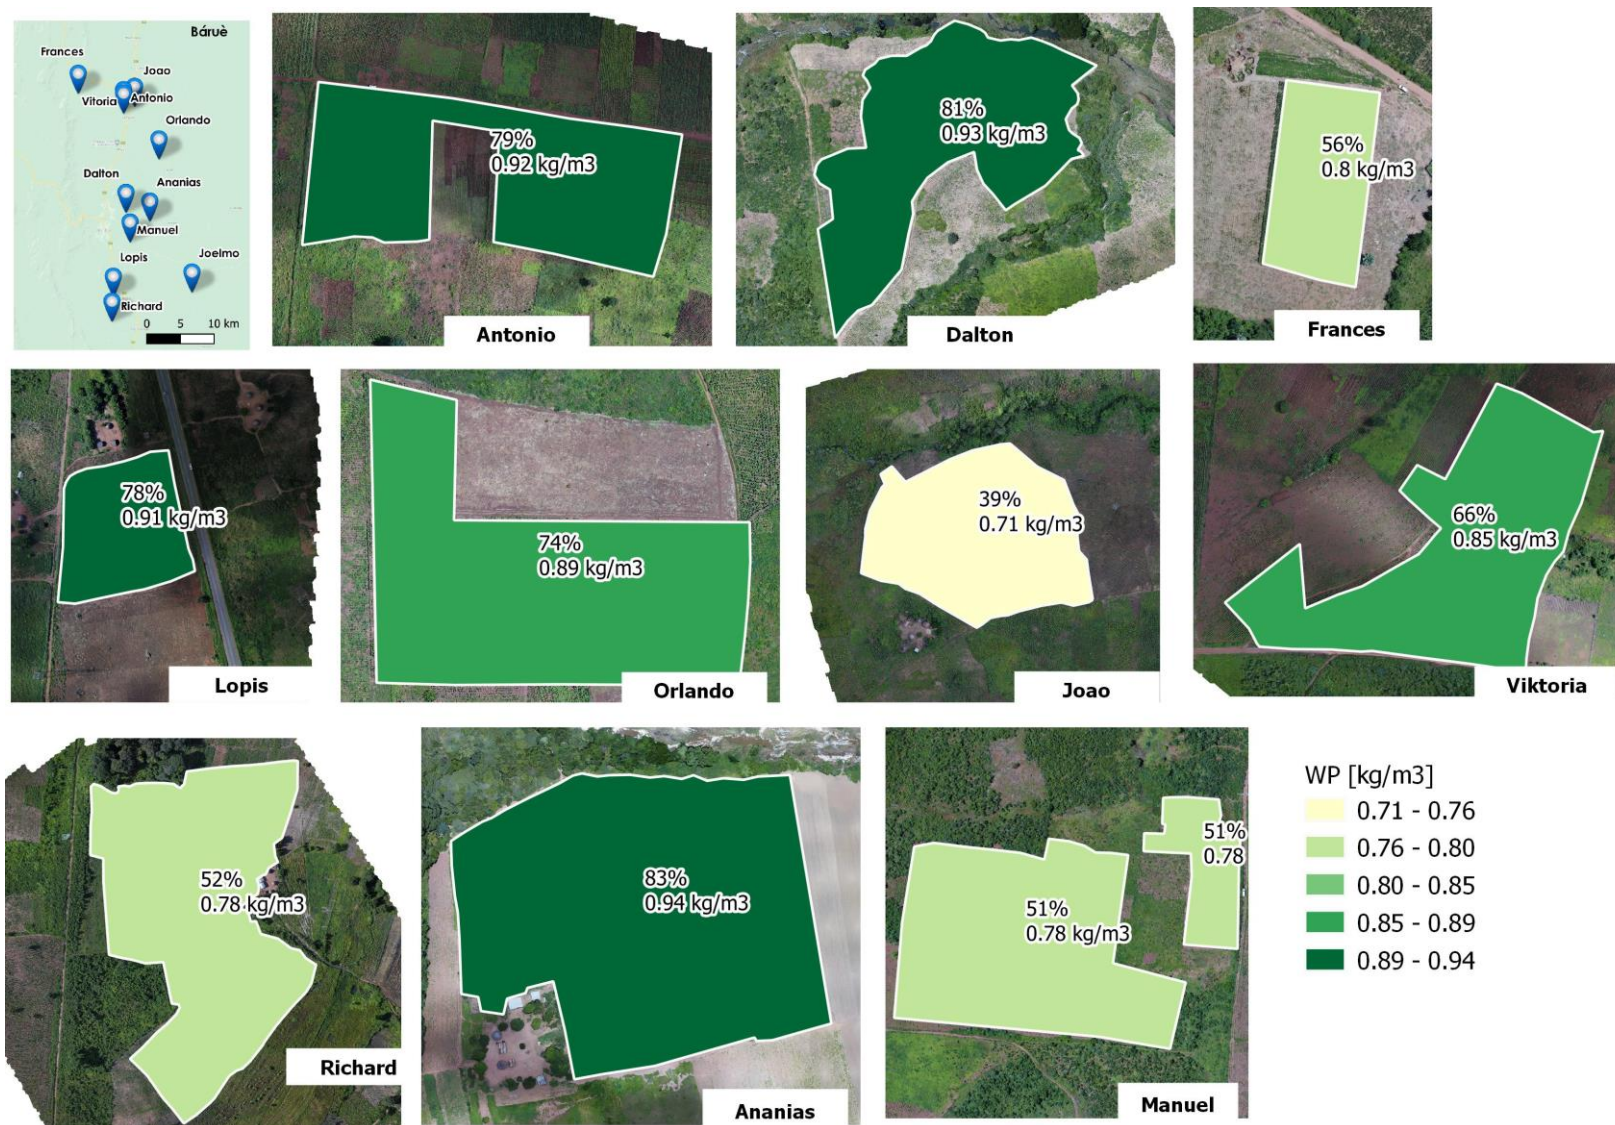 Báruè
Frances
Joao
Vitoria
Antonio
Orlando
Dalton
Ananias
Manuel
Lopis
Joelmo
Richard
0 5 10 km
79%
0.92 kg/m3
Antonio
81%
0.93 kg/m3
Dalton
56%
0.8 kg/m3
Frances
78%
0.91 kg/m3
Lopis
74%
0.89 kg/m3
Orlando
39%
0.71 kg/m3
Joao
66%
0.85 kg/m3
Viktoria
52%
0.78 kg/m3
Richard
83%
0.94 kg/m3
Ananias
51%
0.78 kg/m3
51%
0.78
Manuel
WP [kg/m3]
0.71 - 0.76
0.76 - 0.80
0.80 - 0.85
0.85 - 0.89
0.89 - 0.94